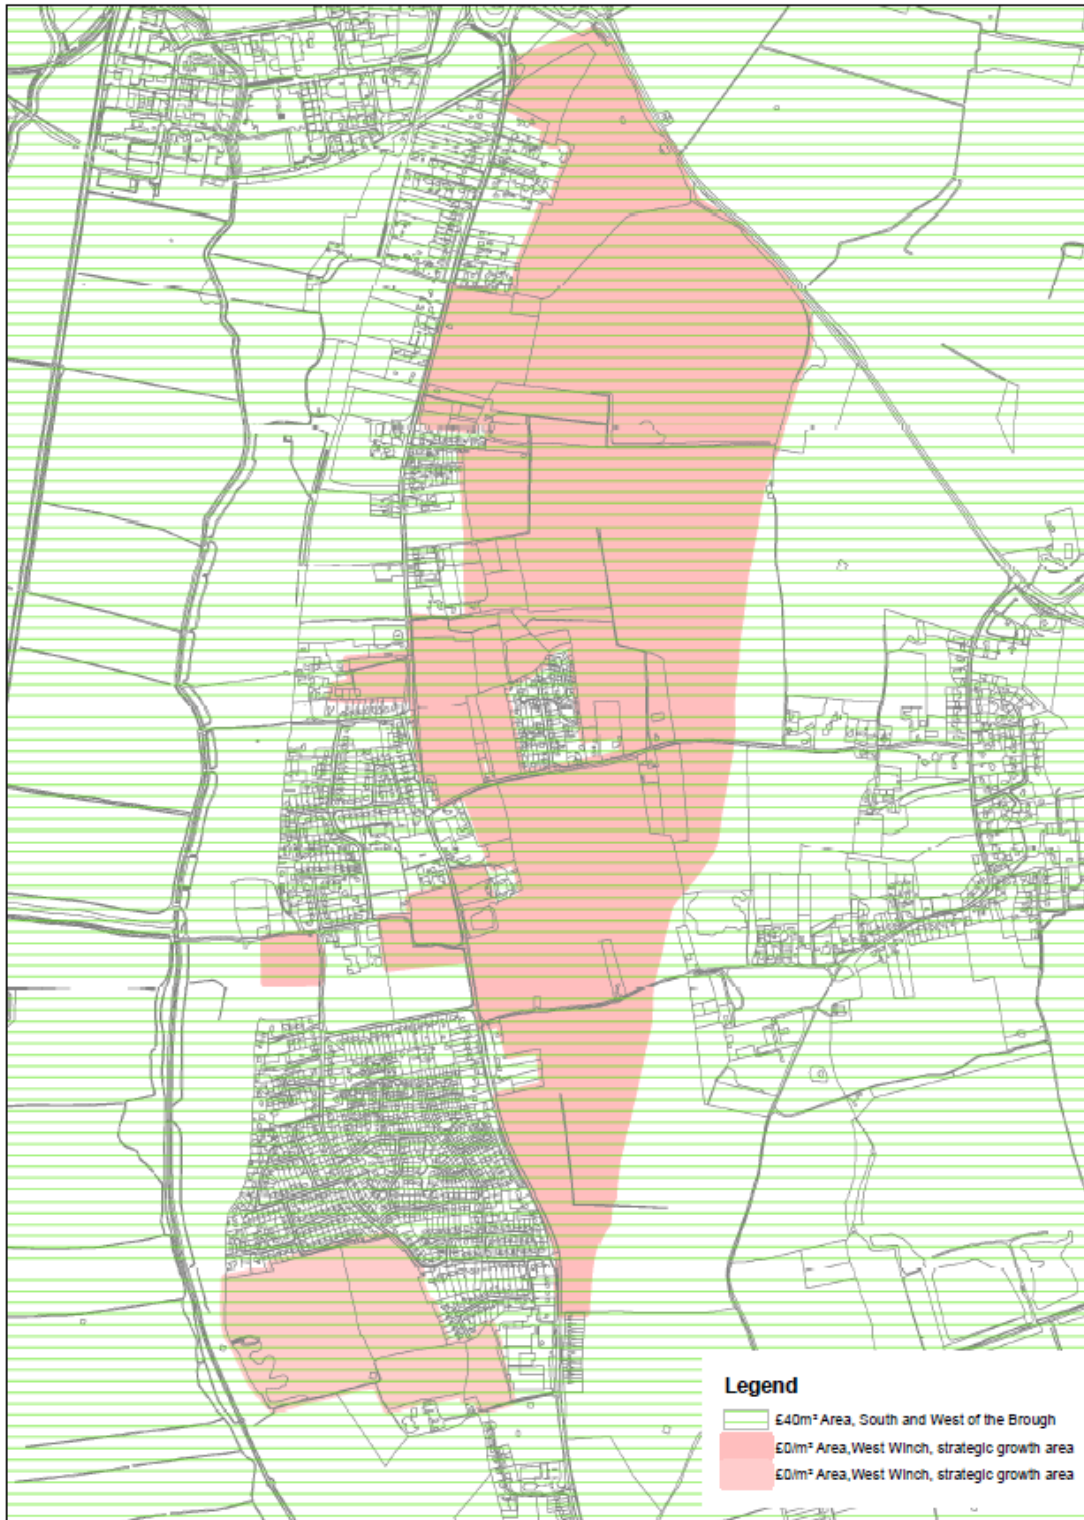 Legend
£40m² Area, South and West of the Brough
£0/m² Area,West Winch, strategic growth area
£0/m² Area,West Winch, strategic growth area